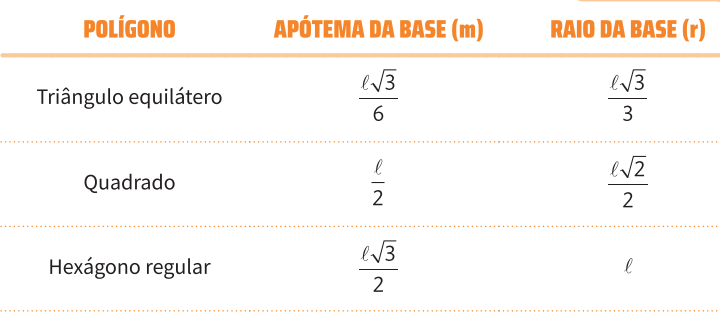 POLÍGONO APÓTEMA DA BASE (m) RAIO DA BASE (r)
Triângulo equilátero ℓ√3/6 ℓ√3/3
Quadrado ℓ/2 ℓ√2/2
Hexágono regular ℓ√3/2 ℓ